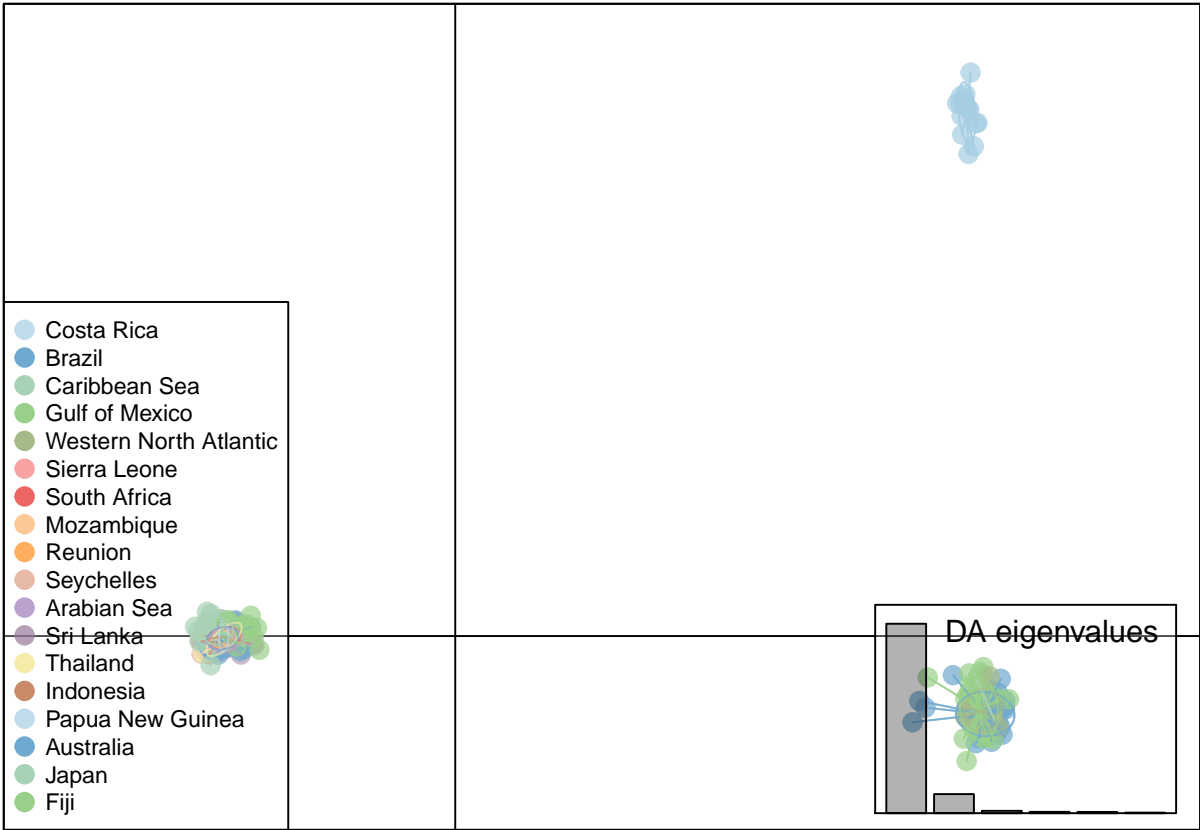 Costa Rica
Brazil
Caribbean Sea
Gulf of Mexico
Western North Atlantic
Sierra Leone
South Africa
Mozambique
Reunion
Seychelles
Arabian Sea
Sri Lanka
Thailand
Indonesia
Papua New Guinea
Australia
Japan
Fiji
DA eigenvalues